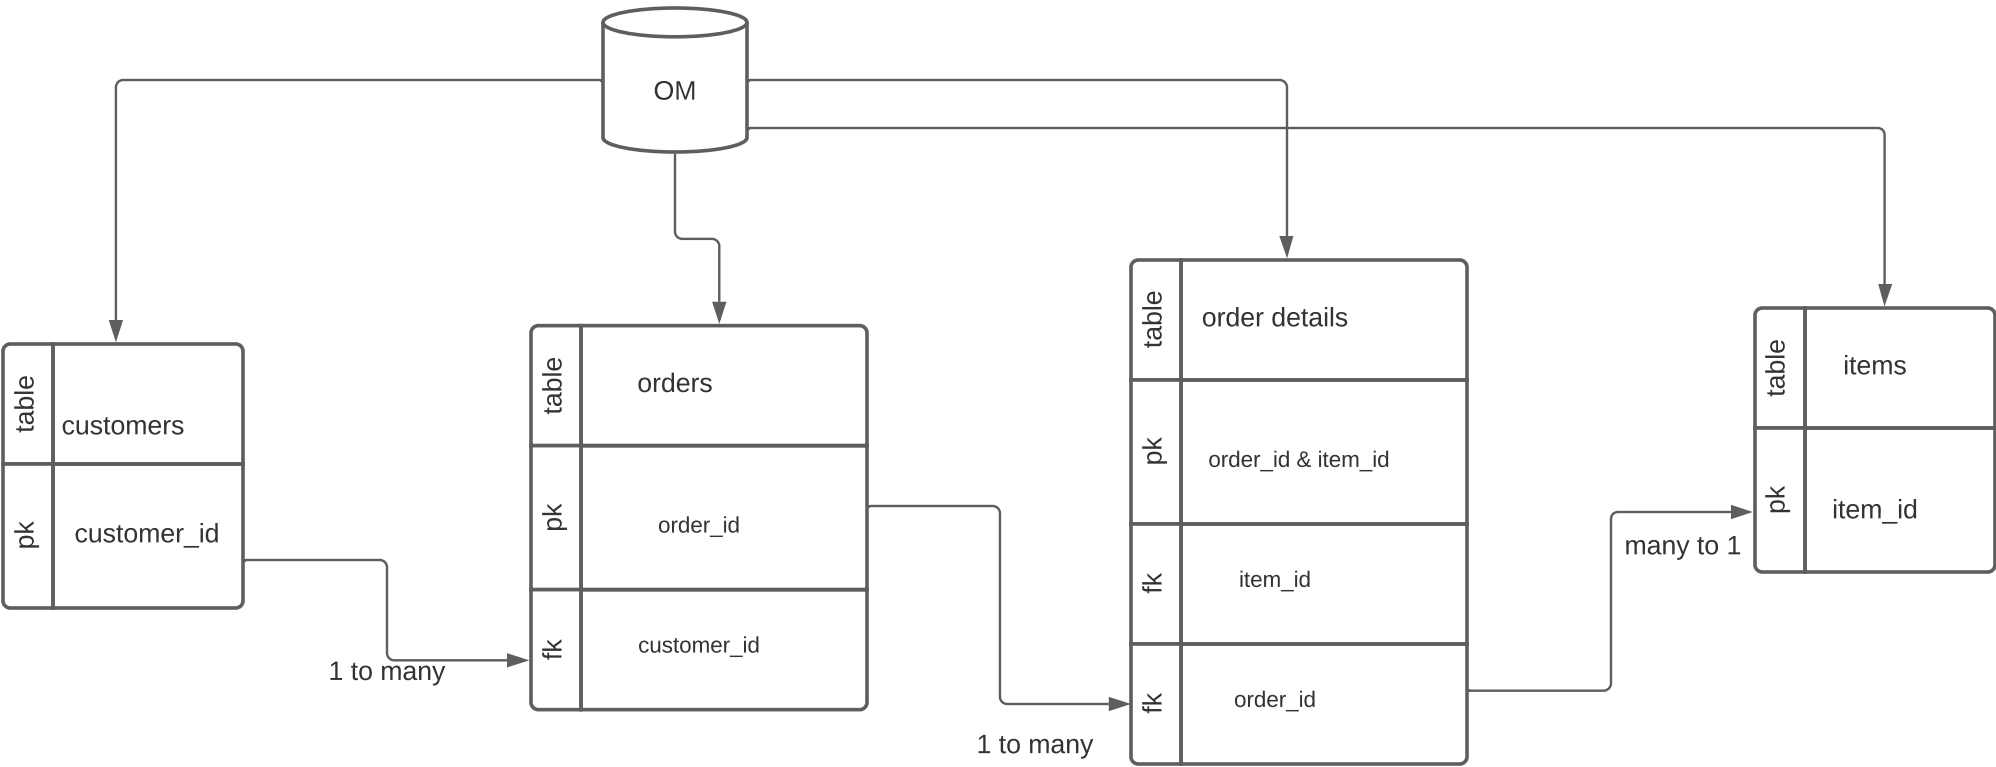 OM
table
customers
pk
customer_id
1 to many
table
orders
pk
order_id
fk
customer_id
1 to many
table
order details
pk
order_id & item_id
fk
item_id
fk
order_id
many to 1
table
items
pk
item_id